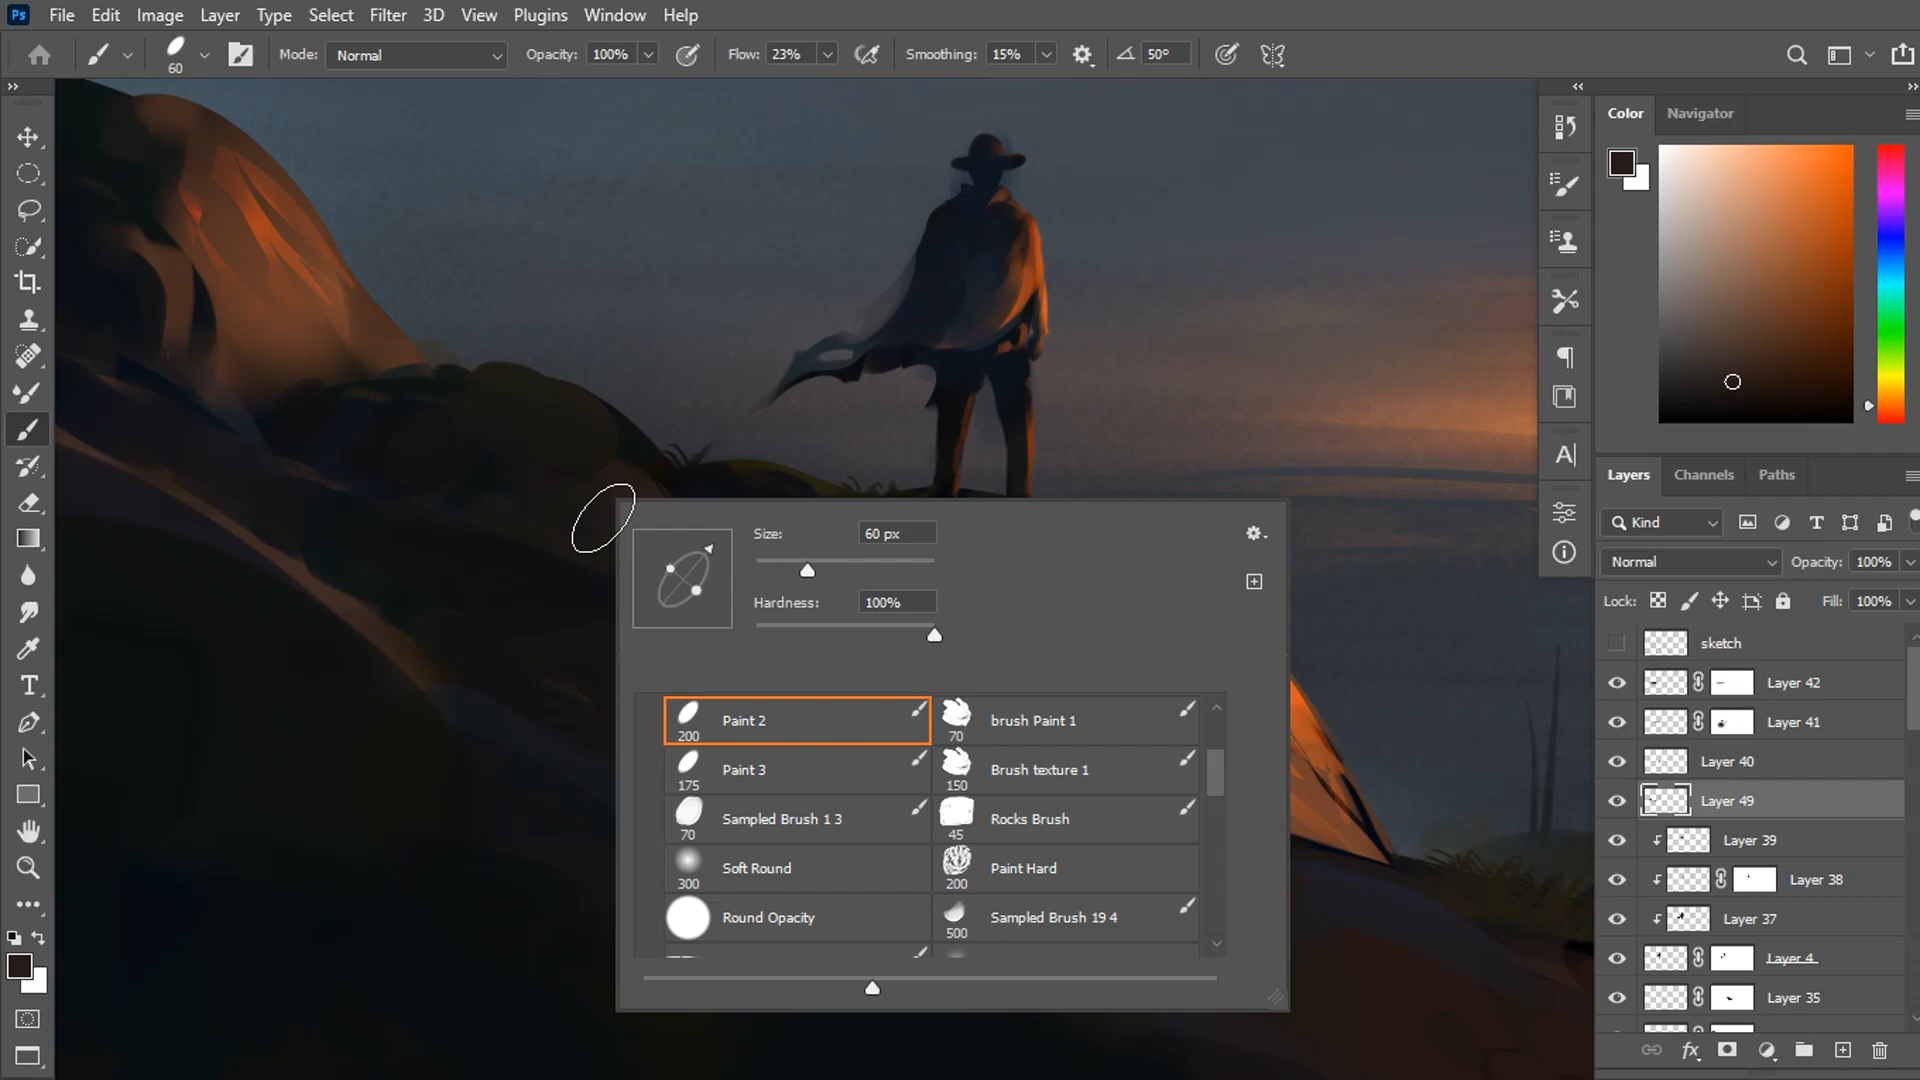 Ps File Edit Image Layer Type Select Filter 3D View Plugins Window Help
60 Mode: Normal Opacity: 100% Flow: 23% Smoothing: 15% 50°
Color Navigator
Size: 60 px
Hardness: 100%
200 Paint 2
70 brush Paint 1
175 Paint 3
150 Brush texture 1
70 Sampled Brush 1 3
45 Rocks Brush
300 Soft Round
200 Paint Hard
Round Opacity
500 Sampled Brush 19 4
Layers Channels Paths
Kind
Normal Opacity: 100%
Lock: Fill: 100%
sketch
Layer 42
Layer 41
Layer 40
Layer 49
Layer 39
Layer 38
Layer 37
Layer 4
Layer 35
fx